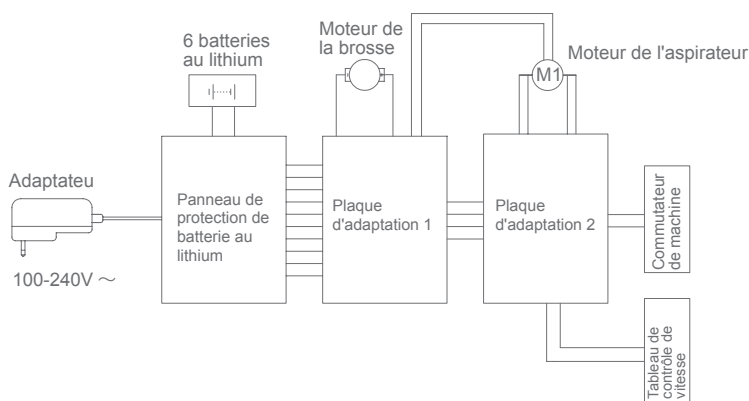 6 batteries
au lithium
Moteur de
la brosse
Moteur de l'aspirateur
M1
Adaptateu
100-240V ～
Panneau de
protection de
batterie au
lithium
Plaque
d'adaptation 1
Plaque
d'adaptation 2
Commutateur
de machine
Tableau de
contrôle de
vitesse